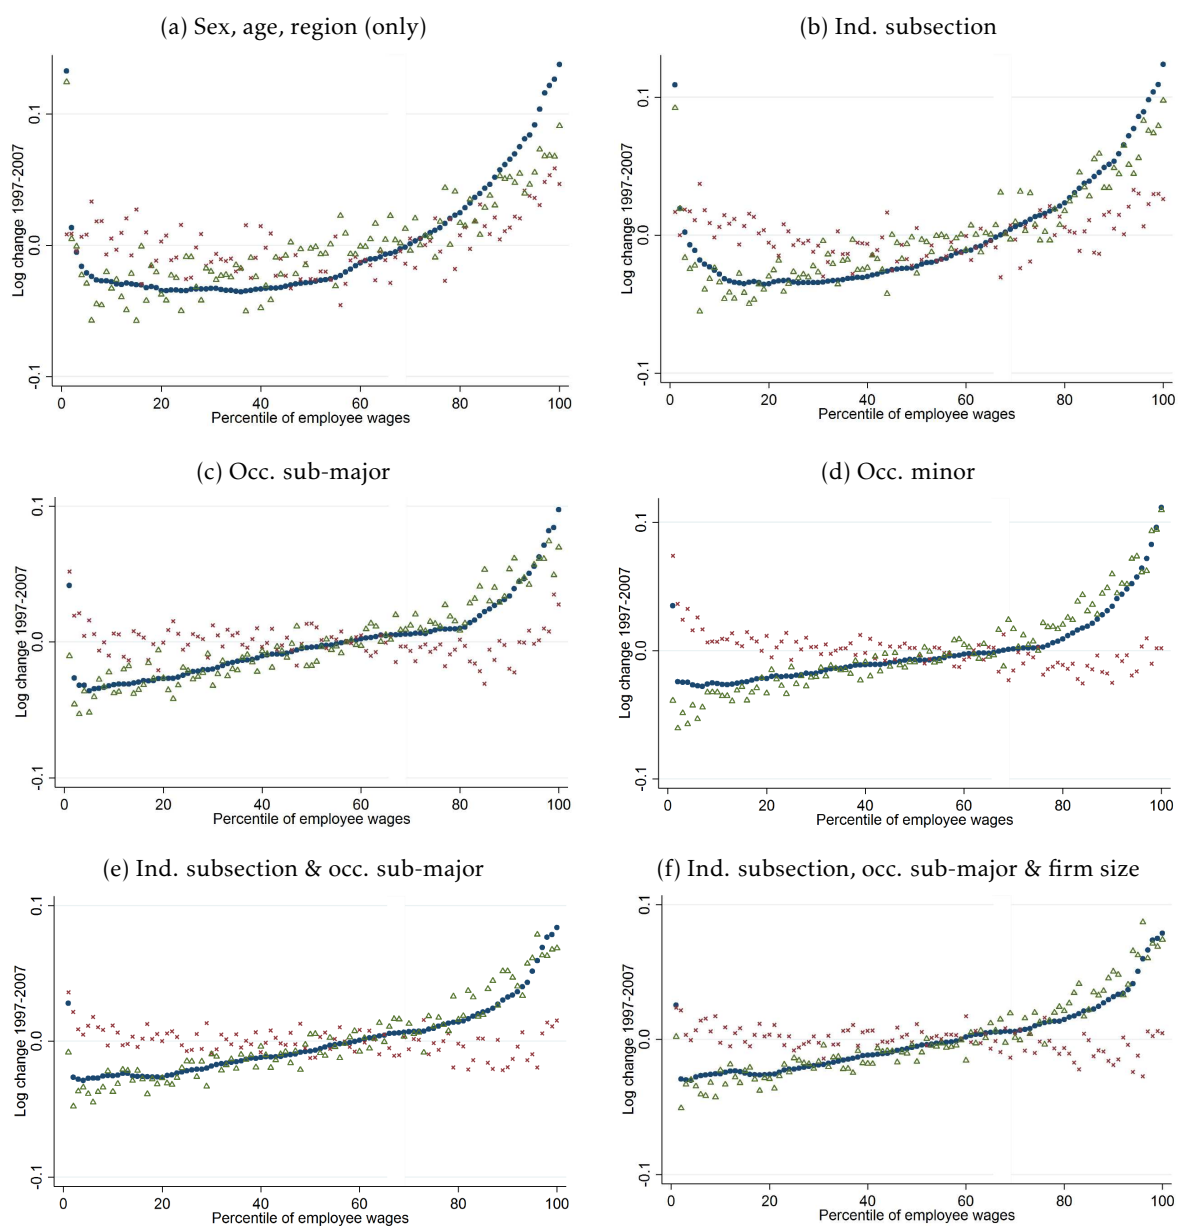 (a) Sex, age, region (only)
Log change 1997-2007
0.1
0.0
-0.1
0 20 40 60 80 100
Percentile of employee wages
(b) Ind. subsection
Log change 1997-2007
0.1
0.0
-0.1
0 20 40 60 80 100
Percentile of employee wages
(c) Occ. sub-major
Log change 1997-2007
0.1
0.0
-0.1
0 20 40 60 80 100
Percentile of employee wages
(d) Occ. minor
Log change 1997-2007
0.1
0.0
-0.1
0 20 40 60 80 100
Percentile of employee wages
(e) Ind. subsection & occ. sub-major
Log change 1997-2007
0.1
0.0
-0.1
0 20 40 60 80 100
Percentile of employee wages
(f) Ind. subsection, occ. sub-major & firm size
Log change 1997-2007
0.1
0.0
-0.1
0 20 40 60 80 100
Percentile of employee wages